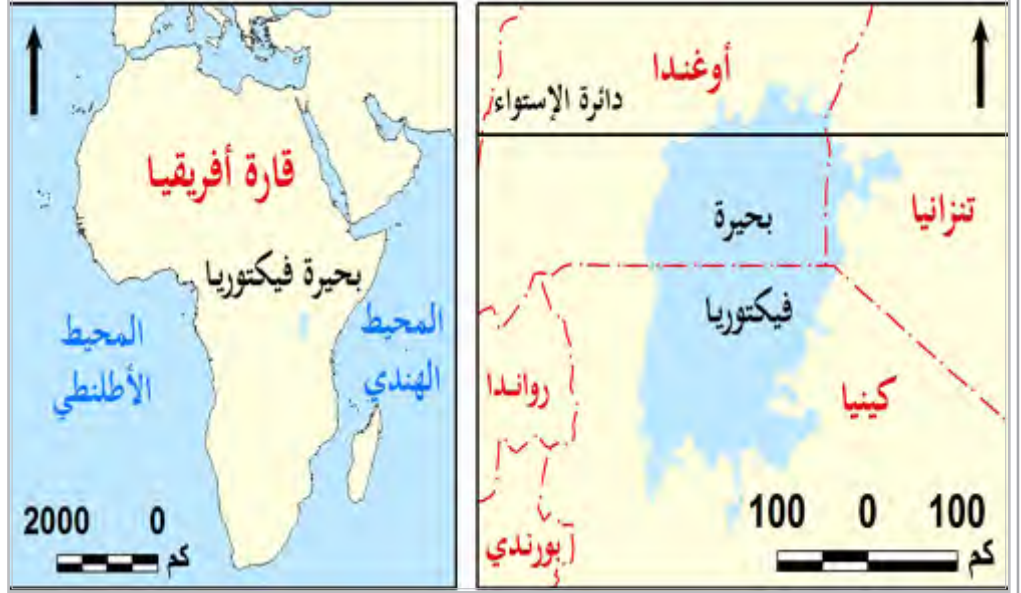 أوغندا
دائرة الإستواء
تنزانيا
بحيرة
فيكتوريا
كينيا
رواندا
بورندي
100 0 100
كم
قارة أفريقيا
بحيرة فيكتوريا
المحيط
الهندي
المحيط
الأطلنطي
2000 0
كم